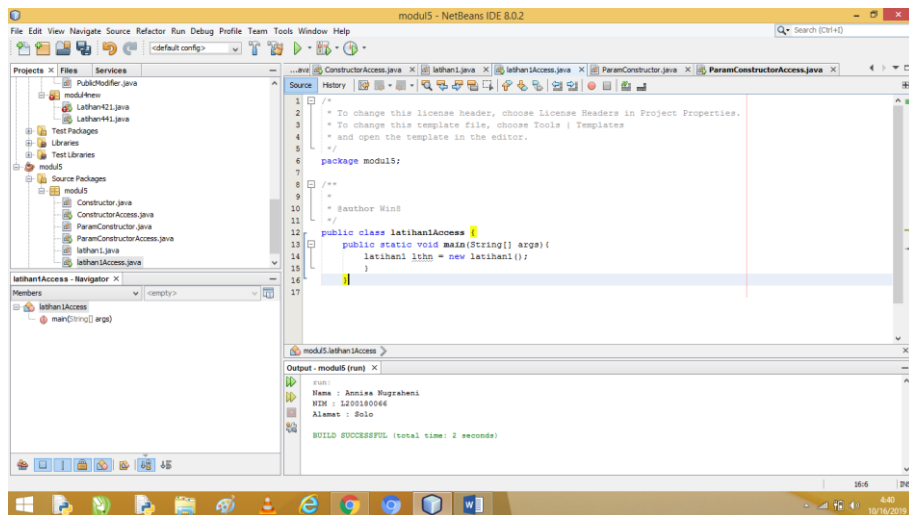 modul5 - NetBeans IDE 8.0.2
File Edit View Navigate Source Refactor Run Debug Profile Team Tools Window Help
Search (Ctrl+I)
<default config>
Projects × Files Services
PublicModifier.java
modul4new
Latihan421.java
Latihan441.java
Test Packages
Libraries
Test Libraries
modul5
Source Packages
modul5
Constructor.java
ConstructorAccess.java
ParamConstructor.java
ParamConstructorAccess.java
latihan1.java
latihan1Access.java
latihan1Access - Navigator ×
Members
<empty>
latihan1Access
main(String[] args)
...ava ConstructorAccess.java × latihan1.java × latihan1Access.java × ParamConstructor.java × ParamConstructorAccess.java ×
Source History
1 /*
2 * To change this license header, choose License Headers in Project Properties.
3 * To change this template file, choose Tools | Templates
4 * and open the template in the editor.
5 */
6 package modul5;
7
8 /**
9 *
10 * @author Win8
11 */
12 public class latihan1Access {
13 public static void main(String[] args){
14 latihan1 lthn = new latihan1();
15 }
16 }
17
modul5.latihan1Access
Output - modul5 (run) ×
run:
Nama : Annisa Nugraheni
NIM : L200180066
Alamat : Solo
BUILD SUCCESSFUL (total time: 2 seconds)
16:6
4:40
10/16/2019